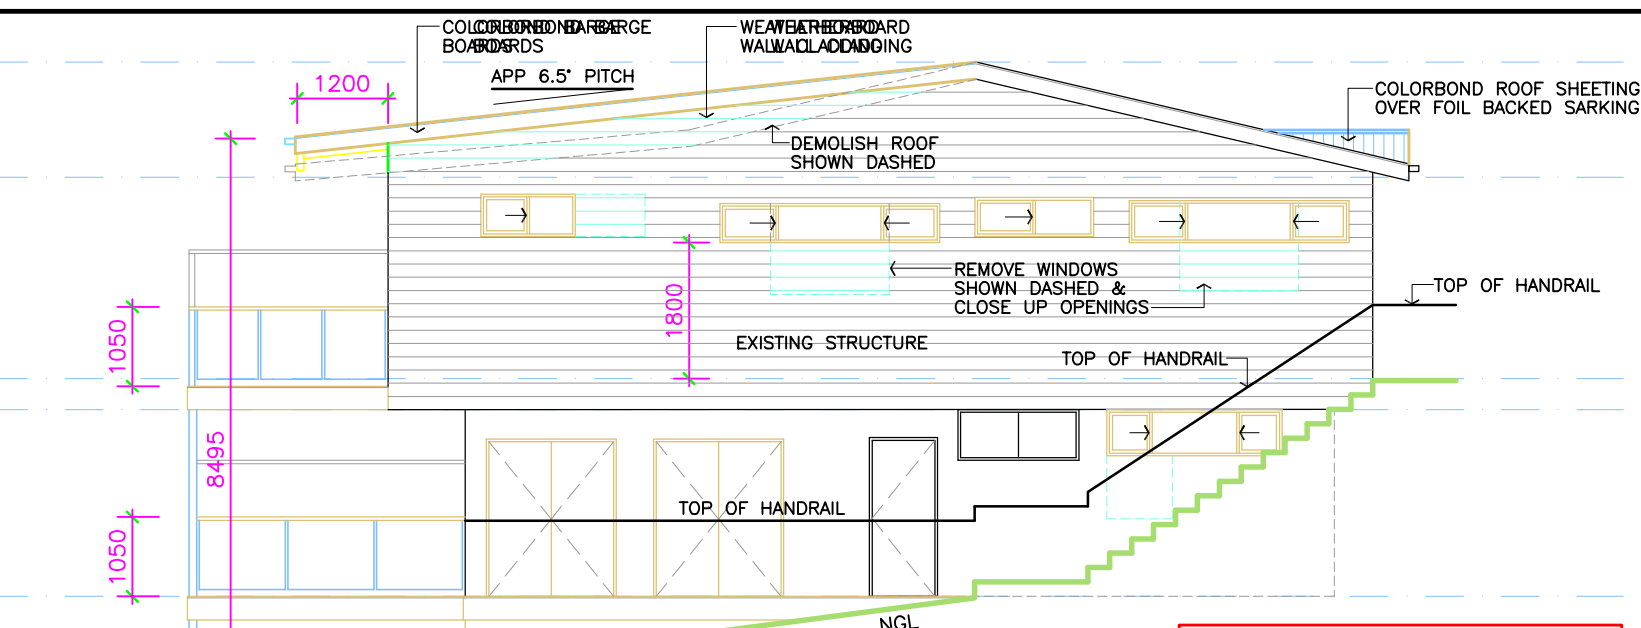 COLORBOND BARGE
BOARDS
WEATHERBOARD
WALL CLADDING
1200
APP 6.5° PITCH
COLORBOND ROOF SHEETING
OVER FOIL BACKED SARKING
DEMOLISH ROOF
SHOWN DASHED
REMOVE WINDOWS
SHOWN DASHED &
CLOSE UP OPENINGS
TOP OF HANDRAIL
1800
1050
EXISTING STRUCTURE
TOP OF HANDRAIL
8495
TOP OF HANDRAIL
1050
NGL